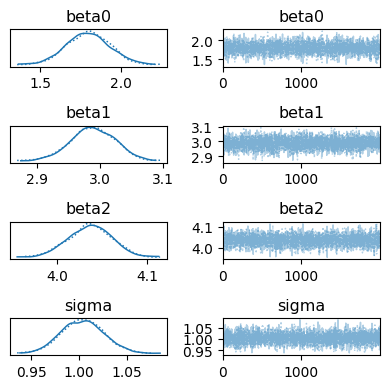 beta0 beta0
2.0
1.5
1.5 2.0 0 1000
beta1 beta1
3.1
3.0
2.9
2.9 3.0 3.1 0 1000
beta2 beta2
4.1
4.0
4.0 4.1 0 1000
sigma sigma
1.05
1.00
0.95
0.95 1.00 1.05 0 1000